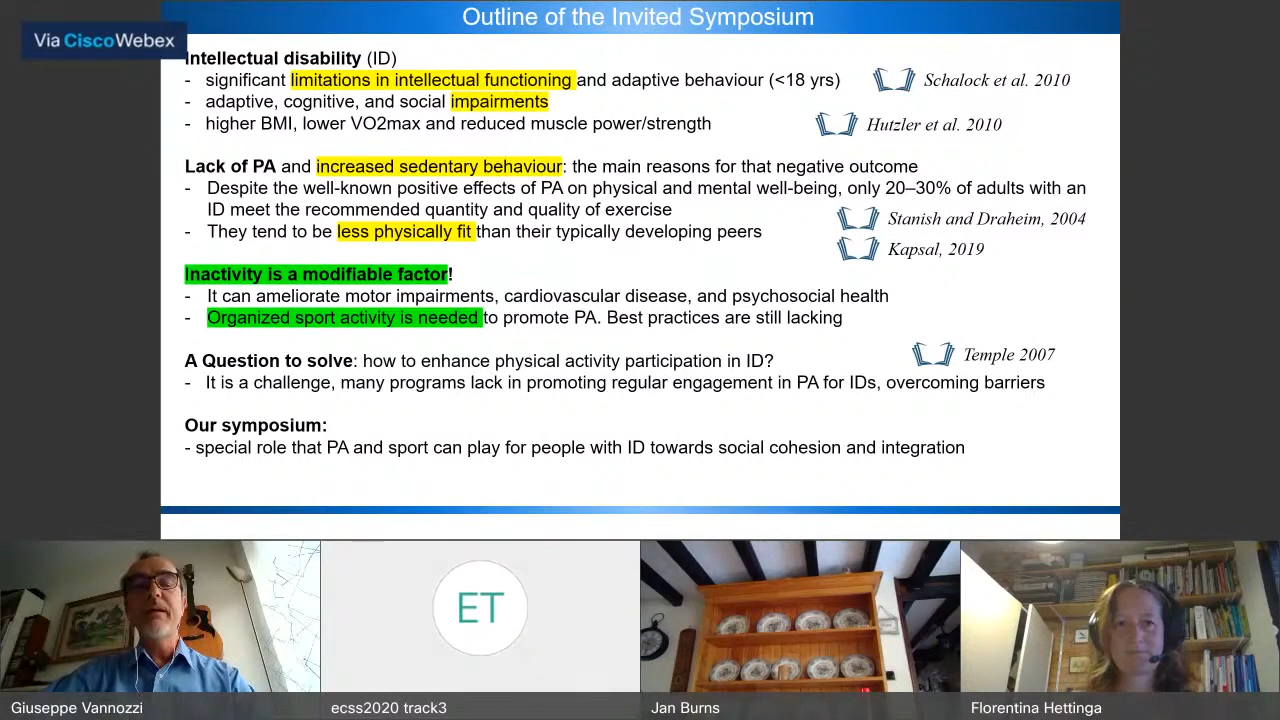 Outline of the Invited Symposium
Via CiscoWebex
Intellectual disability (ID)
- significant limitations in intellectual functioning and adaptive behaviour (<18 yrs)
Schalock et al. 2010
- adaptive, cognitive, and social impairments
- higher BMI, lower VO2max and reduced muscle power/strength
Hutzler et al. 2010
Lack of PA and increased sedentary behaviour: the main reasons for that negative outcome
- Despite the well-known positive effects of PA on physical and mental well-being, only 20–30% of adults with an
ID meet the recommended quantity and quality of exercise
Stanish and Draheim, 2004
- They tend to be less physically fit than their typically developing peers
Kapsal, 2019
Inactivity is a modifiable factor!
- It can ameliorate motor impairments, cardiovascular disease, and psychosocial health
- Organized sport activity is needed to promote PA. Best practices are still lacking
A Question to solve: how to enhance physical activity participation in ID?
Temple 2007
- It is a challenge, many programs lack in promoting regular engagement in PA for IDs, overcoming barriers
Our symposium:
- special role that PA and sport can play for people with ID towards social cohesion and integration
ET
Giuseppe Vannozzi
ecss2020 track3
Jan Burns
Florentina Hettinga